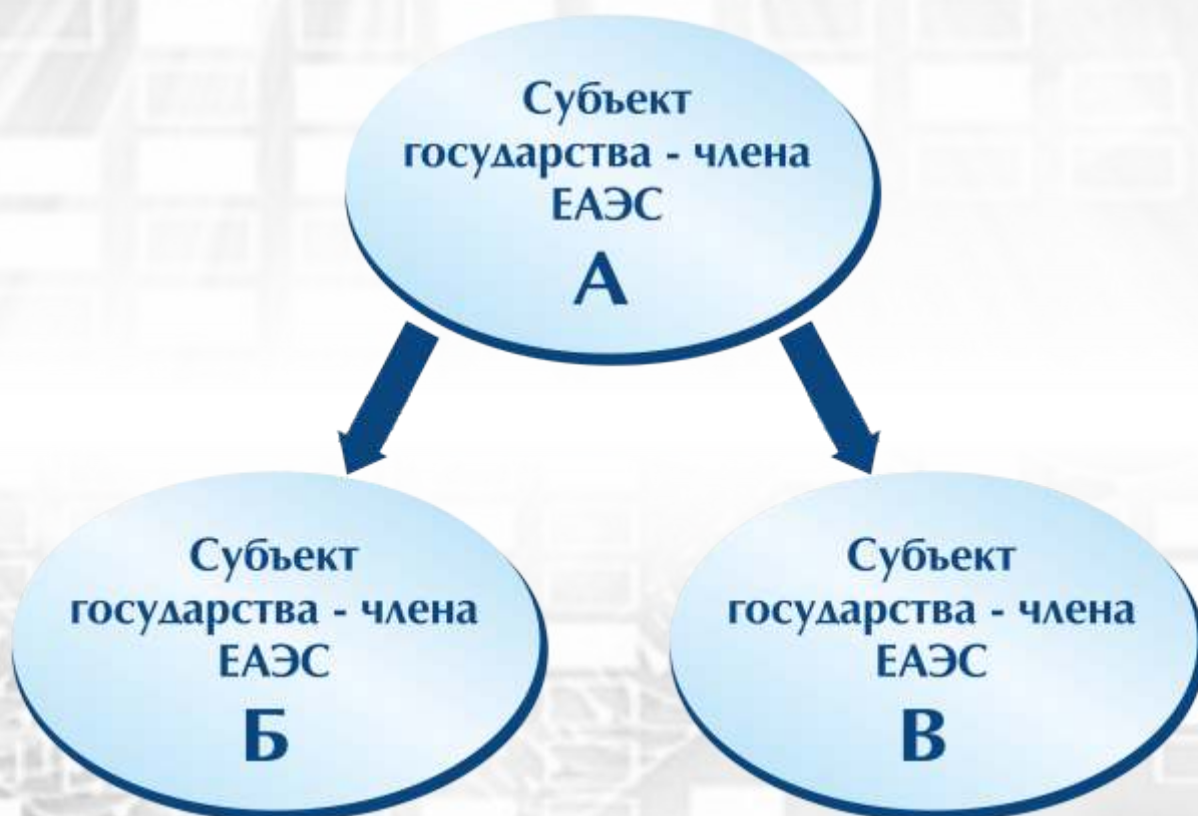 Субъект
государства - члена
ЕАЭС
А
Субъект
государства - члена
ЕАЭС
Б
Субъект
государства - члена
ЕАЭС
В